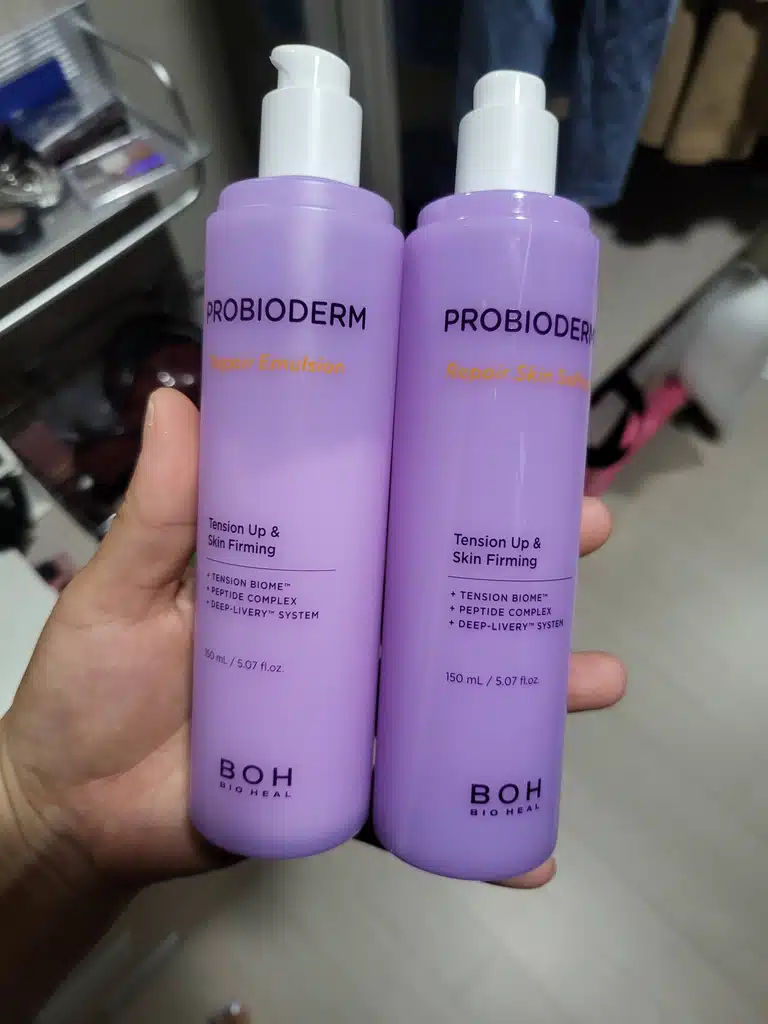 PROBIODERM
Repair Emulsion
Tension Up &
Skin Firming
+ TENSION BIOME™
+ PEPTIDE COMPLEX
+ DEEP-LIVERY™ SYSTEM
150 mL / 5.07 fl.oz.
BOH
BIO HEAL
PROBIODERM
Repair Skin
Tension Up &
Skin Firming
+ TENSION BIOME™
+ PEPTIDE COMPLEX
+ DEEP-LIVERY™ SYSTEM
150 mL / 5.07 fl.oz.
BOH
BIO HEAL